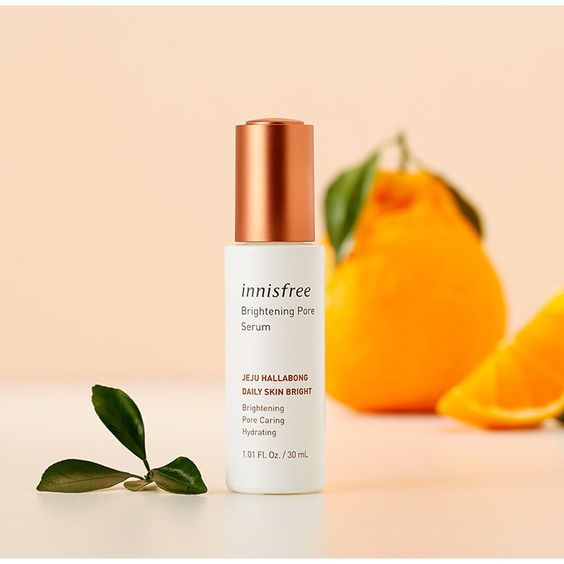 innisfree
Brightening Pore
Serum
JEJU HALLABONG
DAILY SKIN BRIGHT
Brightening
Pore Caring
Hydrating
1.01 FL. Oz. / 30 mL